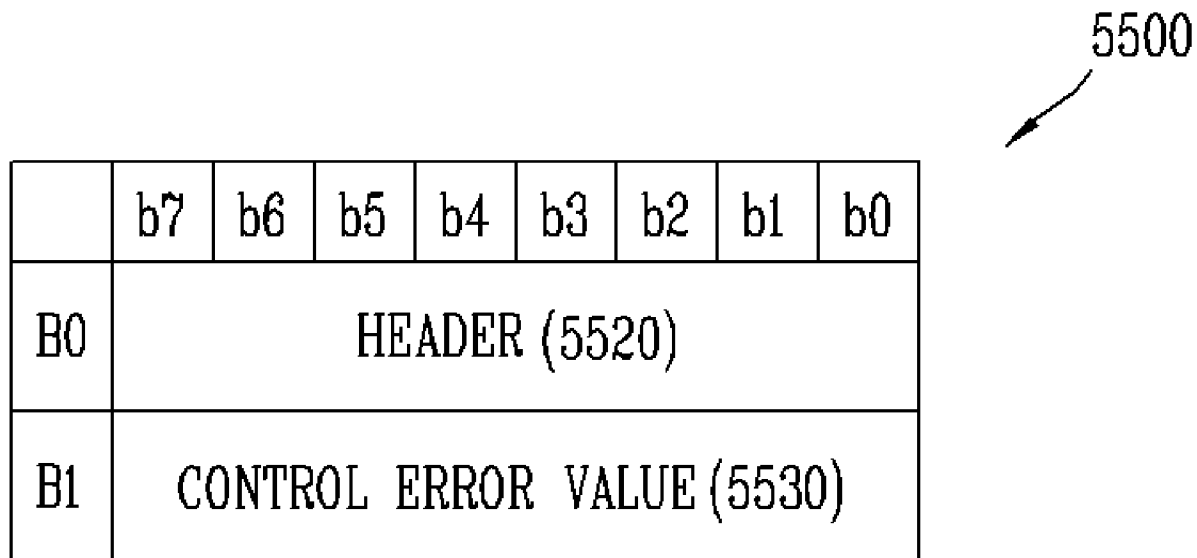 5500
b7 b6 b5 b4 b3 b2 b1 b0
B0 HEADER (5520)
B1 CONTROL ERROR VALUE (5530)